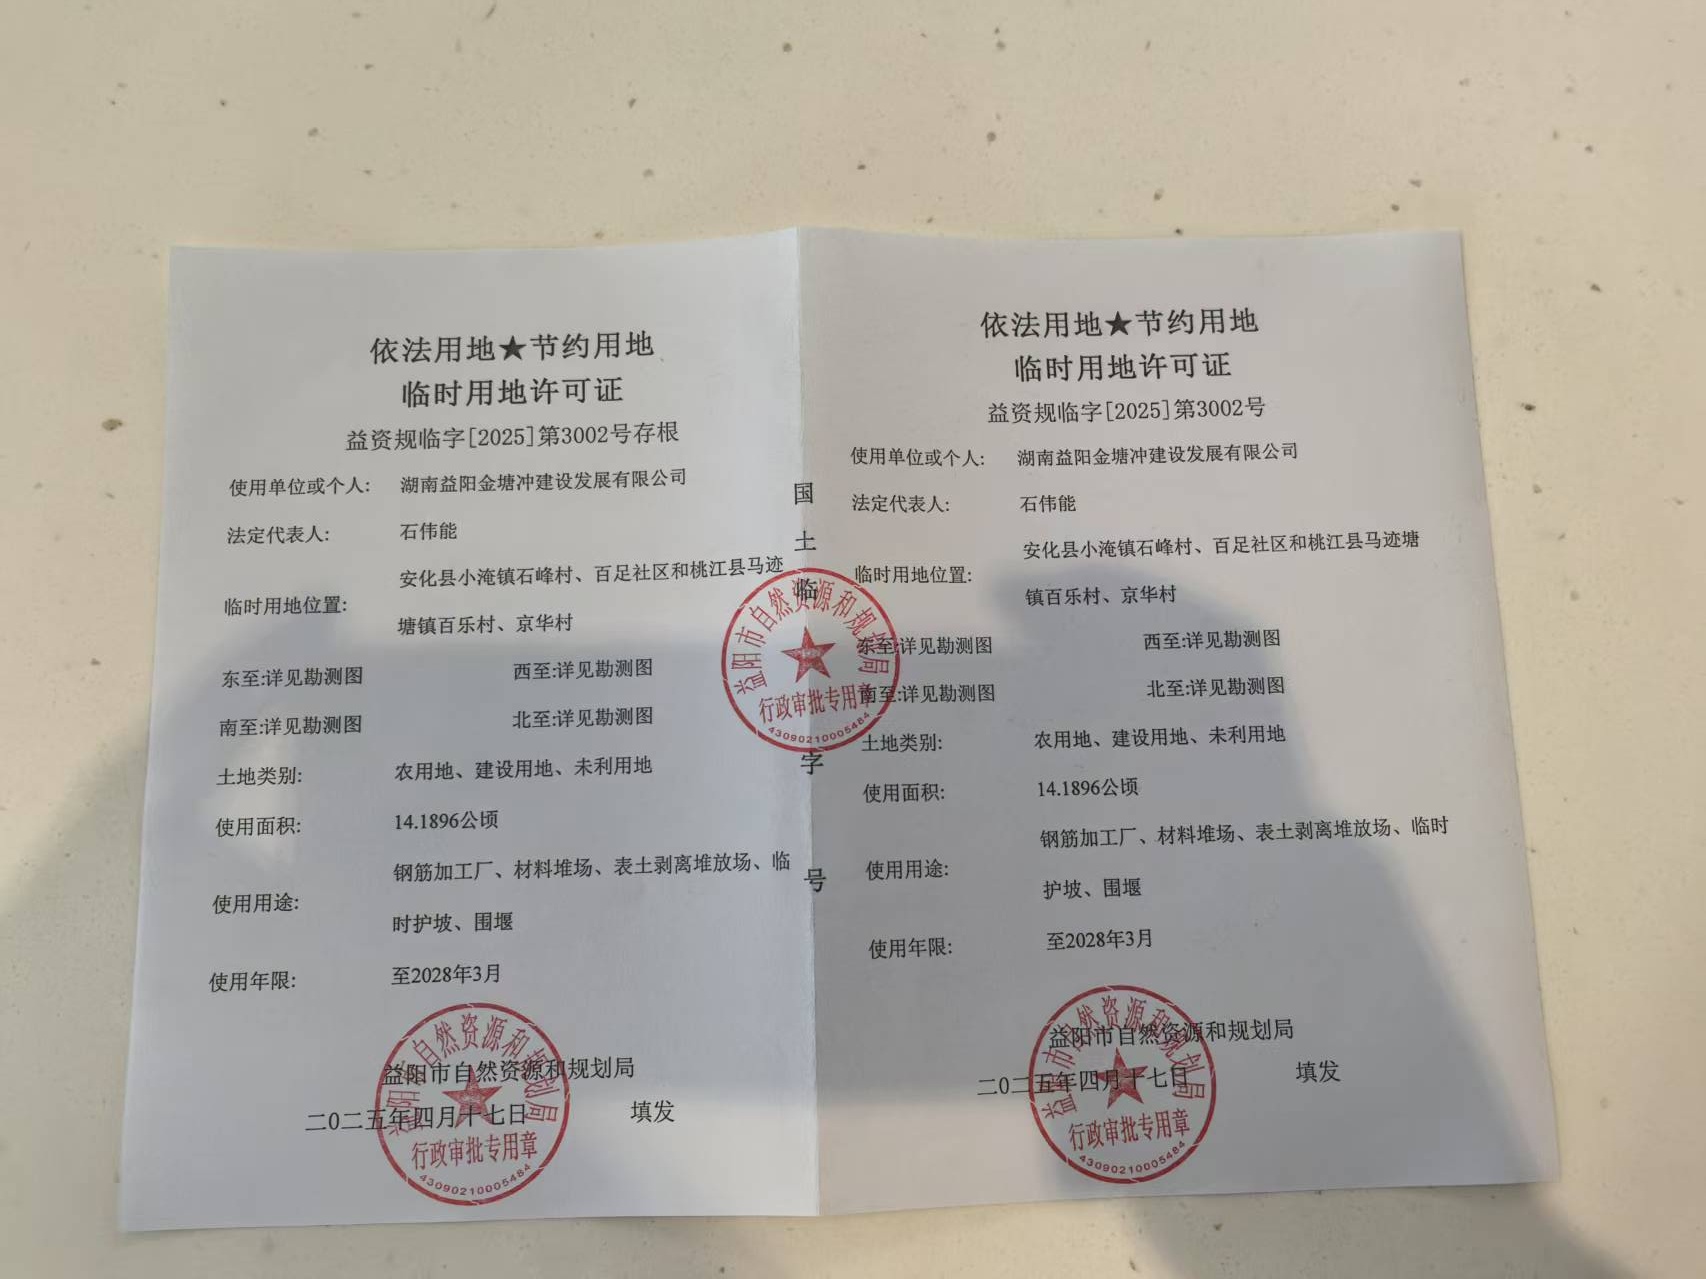 依法用地★节约用地
临时用地许可证
益资规临字[2025]第3002号存根
使用单位或个人: 湖南益阳金塘冲建设发展有限公司
法定代表人: 石伟能
临时用地位置: 安化县小淹镇石峰村、百足社区和桃江县马迹
塘镇百乐村、京华村
东至:详见勘测图 西至:详见勘测图
南至:详见勘测图 北至:详见勘测图
土地类别: 农用地、建设用地、未利用地
使用面积: 14.1896公顷
使用用途: 钢筋加工厂、材料堆场、表土剥离堆放场、临
时护坡、围堰
使用年限: 至2028年3月
益阳市自然资源和规划局
二〇二五年四月十七日 填发
益阳市自然资源和规划局
行政审批专用章
43090210005484
国
土
临
字
号
益阳市自然资源和规划局
行政审批专用章
43090210005484
依法用地★节约用地
临时用地许可证
益资规临字[2025]第3002号
使用单位或个人: 湖南益阳金塘冲建设发展有限公司
法定代表人: 石伟能
临时用地位置: 安化县小淹镇石峰村、百足社区和桃江县马迹塘
镇百乐村、京华村
东至:详见勘测图 西至:详见勘测图
南至:详见勘测图 北至:详见勘测图
土地类别: 农用地、建设用地、未利用地
使用面积: 14.1896公顷
使用用途: 钢筋加工厂、材料堆场、表土剥离堆放场、临时
护坡、围堰
使用年限: 至2028年3月
益阳市自然资源和规划局
二〇二五年四月十七日 填发
益阳市自然资源和规划局
行政审批专用章
43090210005484